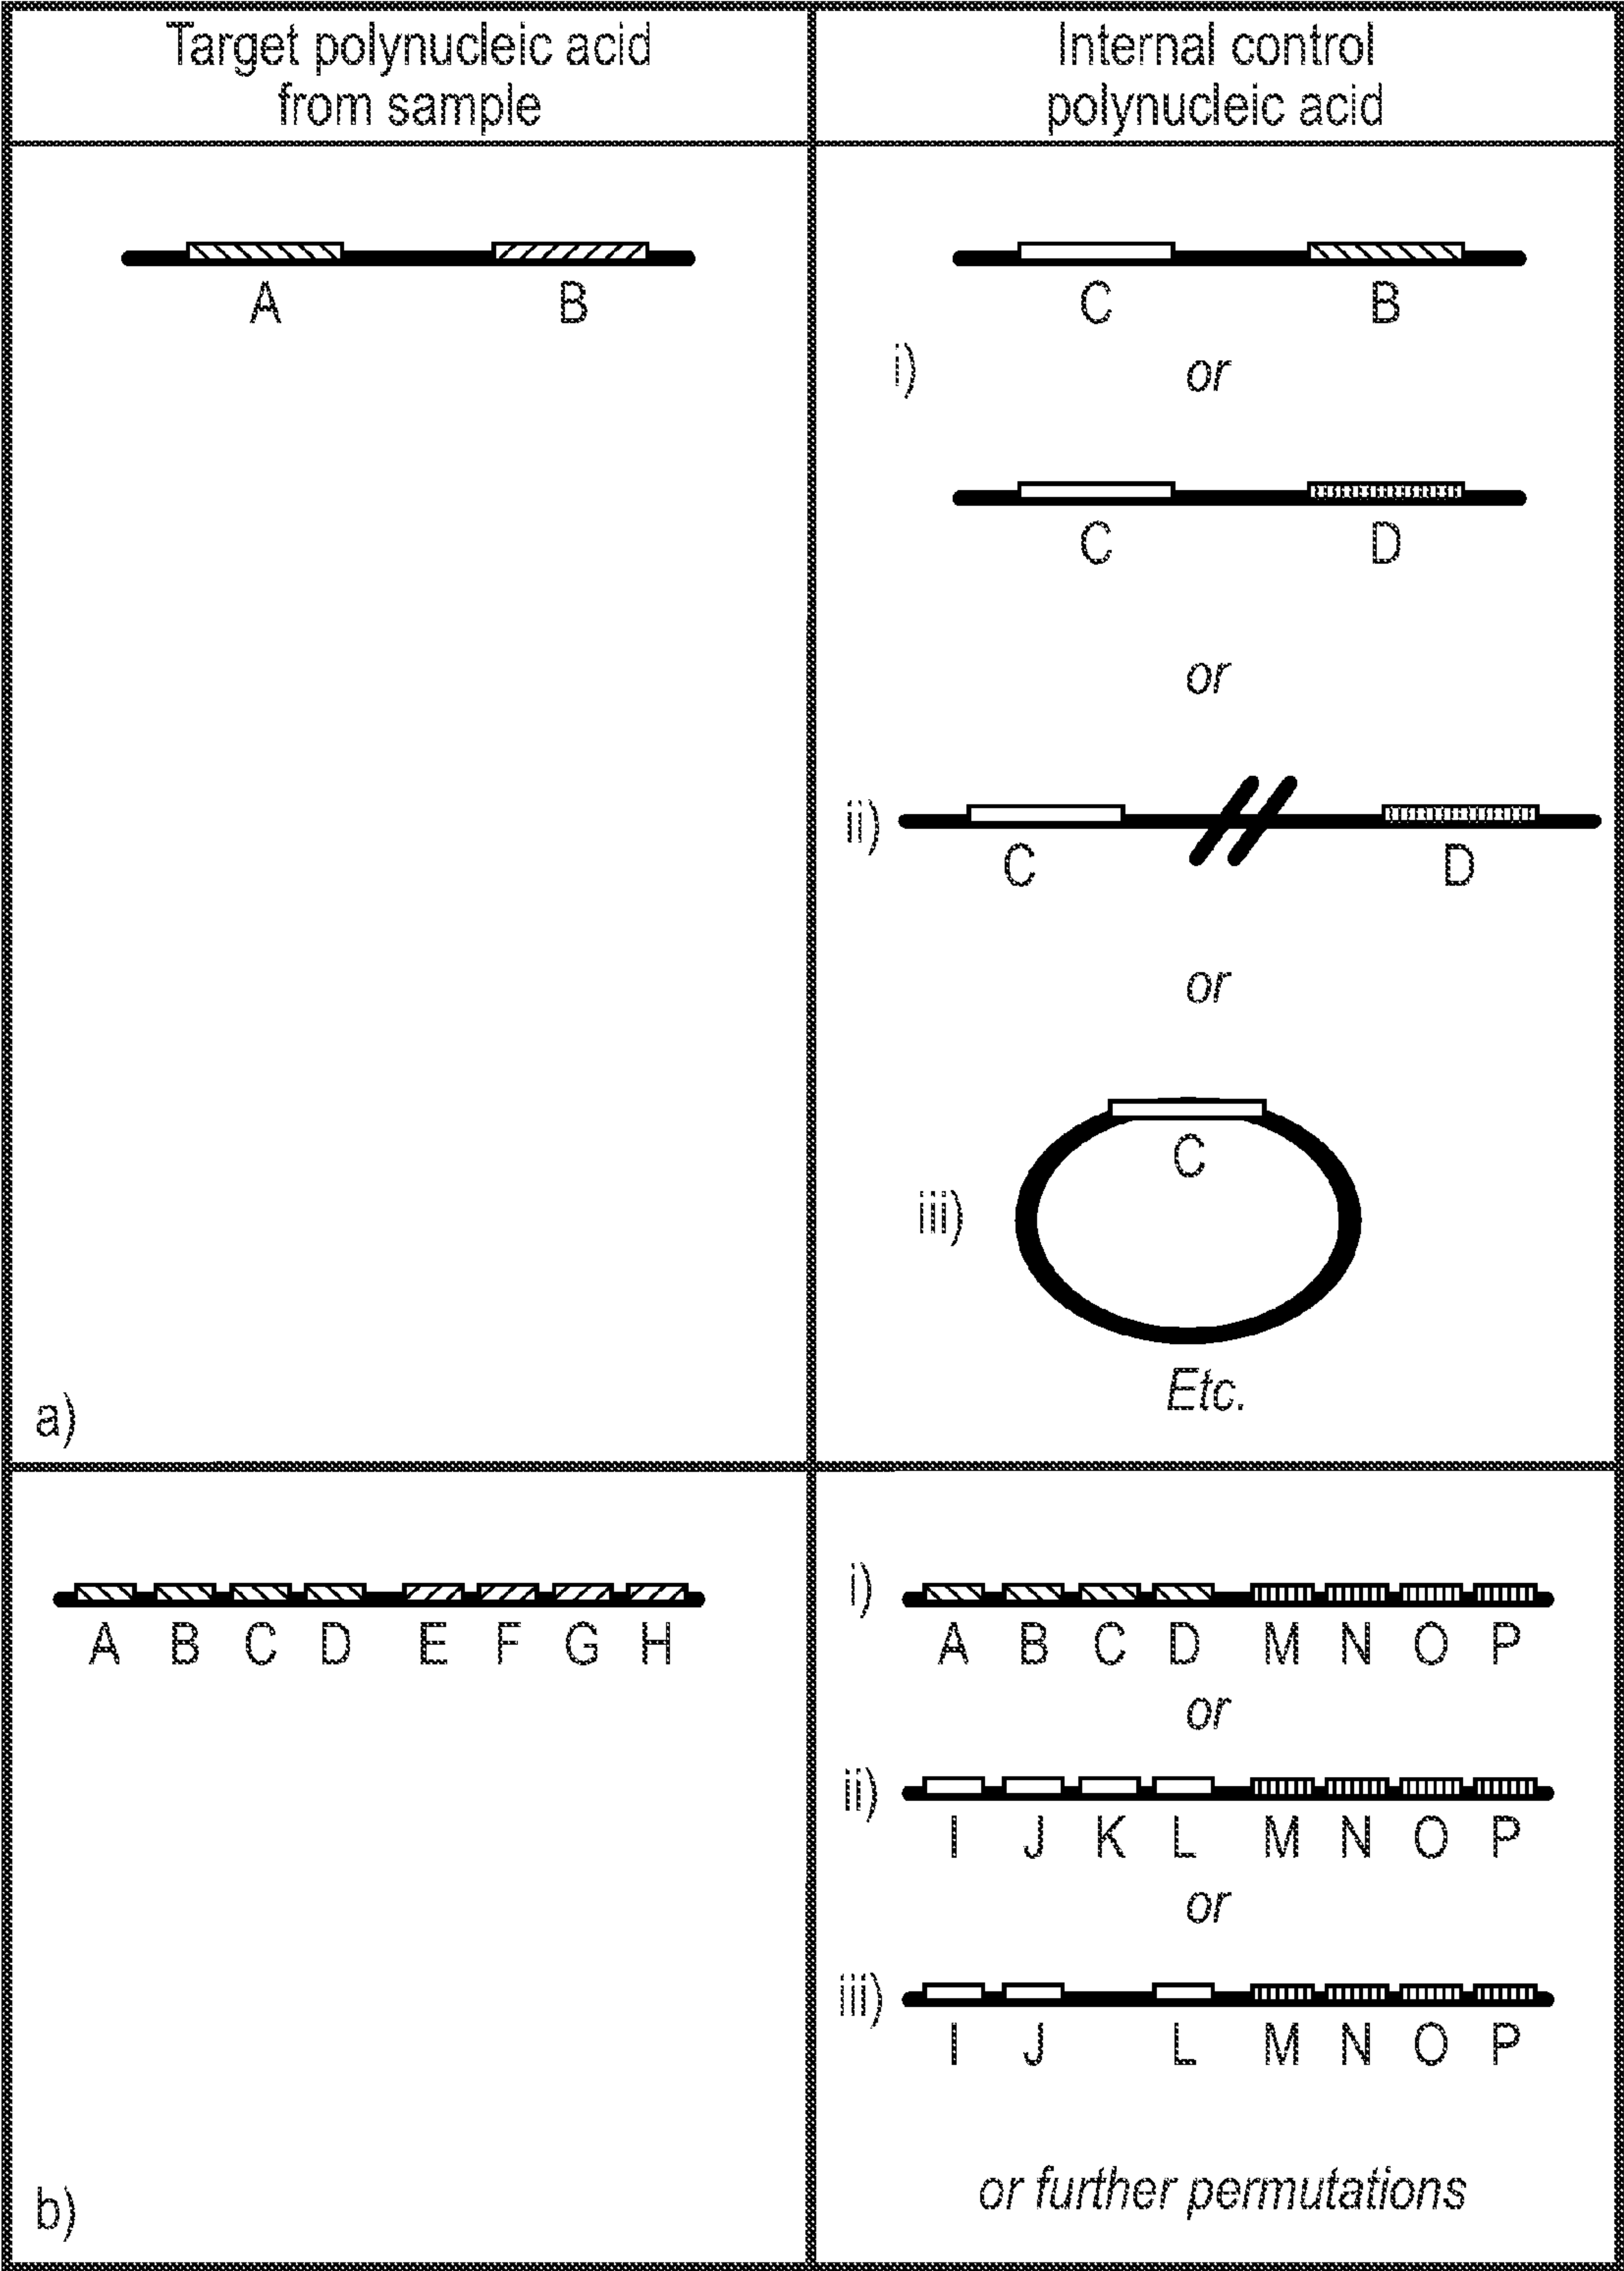 Target polynucleic acid
from sample
Internal control
polynucleic acid
A B
C B
i) or
C D
or
ii)
C D
or
C
iii)
Etc.
a)
A B C D E F G H
i)
A B C D M N O P
or
ii)
I J K L M N O P
or
iii)
I J L M N O P
or further permutations
b)